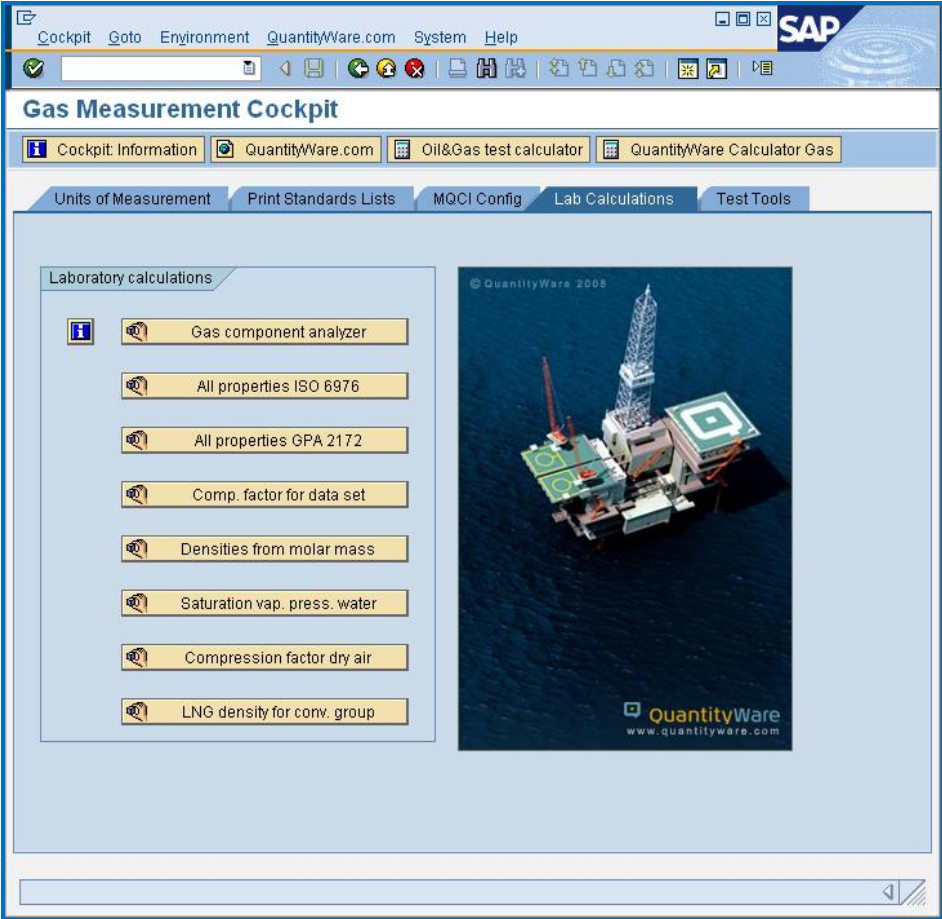 Cockpit Goto Environment QuantityWare.com System Help
SAP
Gas Measurement Cockpit
Cockpit: Information QuantityWare.com Oil&Gas test calculator QuantityWare Calculator Gas
Units of Measurement Print Standards Lists MQCI Config Lab Calculations Test Tools
Laboratory calculations
© QuantityWare 2008
Gas component analyzer
All properties ISO 6976
All properties GPA 2172
Comp. factor for data set
Densities from molar mass
Saturation vap. press. water
Compression factor dry air
LNG density for conv. group
QuantityWare
www.quantityware.com